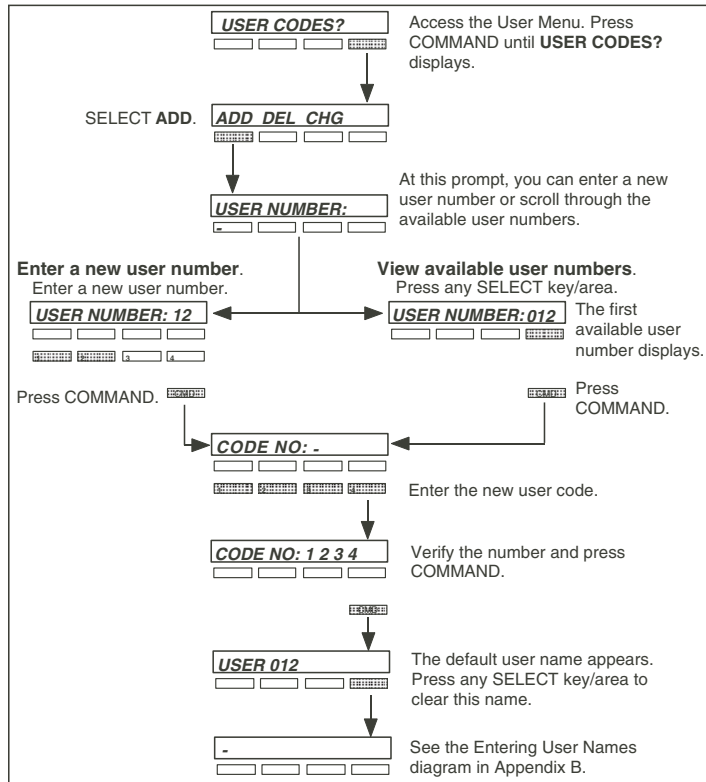 USER CODES?
Access the User Menu. Press
COMMAND until USER CODES?
displays.
SELECT ADD.
ADD DEL CHG
USER NUMBER:
-
At this prompt, you can enter a new
user number or scroll through the
available user numbers.
Enter a new user number.
Enter a new user number.
USER NUMBER: 12
1 2 3 4
View available user numbers.
Press any SELECT key/area.
USER NUMBER:012
The first
available user
number displays.
Press COMMAND.
CMD
CMD
Press
COMMAND.
CODE NO: -
1 2 3 4
Enter the new user code.
CODE NO: 1 2 3 4
Verify the number and press
COMMAND.
CMD
USER 012
The default user name appears.
Press any SELECT key/area to
clear this name.
-
See the Entering User Names
diagram in Appendix B.